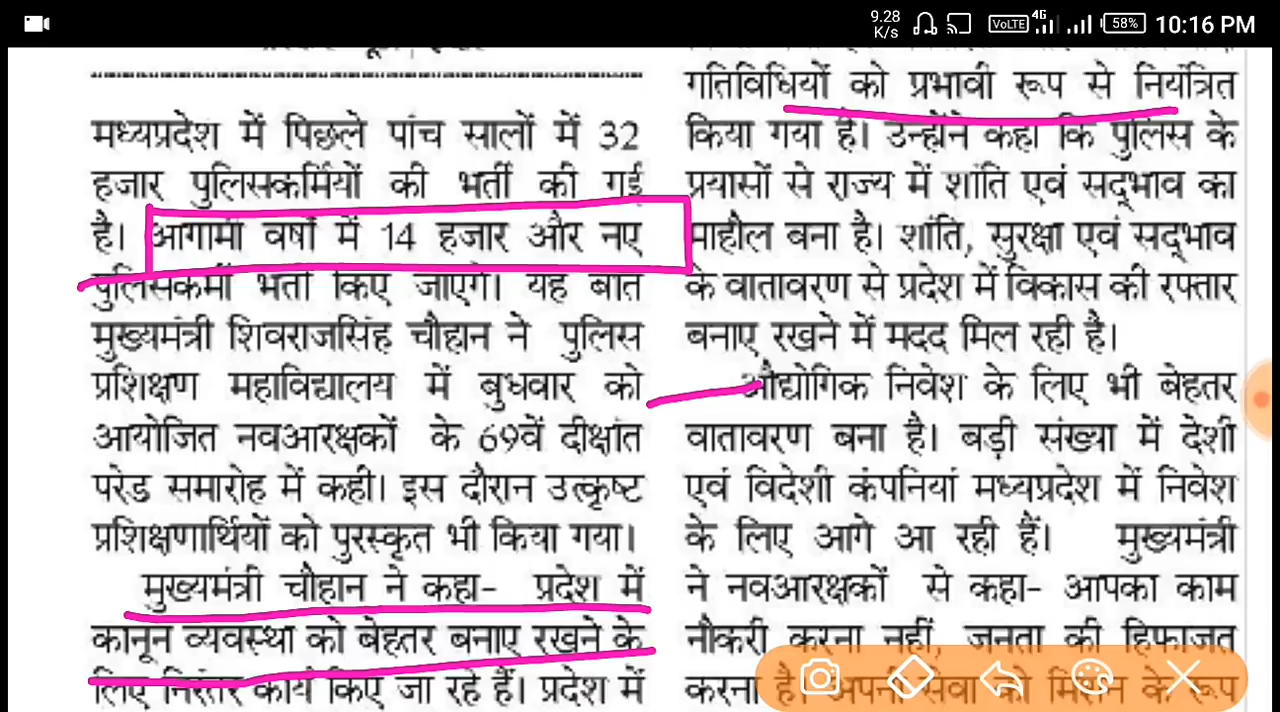 9.28
K/s
VoLTE
4G
58%
10:16 PM
मध्यप्रदेश में पिछले पांच सालों में 32
हजार पुलिसकर्मियों की भर्ती की गई
है। आगामी वर्षों में 14 हजार और नए
पुलिसकर्मी भर्ती किए जाएंगे। यह बात
मुख्यमंत्री शिवराजसिंह चौहान ने पुलिस
प्रशिक्षण महाविद्यालय में बुधवार को
आयोजित नवआरक्षकों के 69वें दीक्षांत
परेड समारोह में कही। इस दौरान उत्कृष्ट
प्रशिक्षणार्थियों को पुरस्कृत भी किया गया।
मुख्यमंत्री चौहान ने कहा- प्रदेश में
कानून व्यवस्था को बेहतर बनाए रखने के
लिए निरंतर कार्य किए जा रहे हैं। प्रदेश में
गतिविधियों को प्रभावी रूप से नियंत्रित
किया गया है। उन्होंने कहा कि पुलिस के
प्रयासों से राज्य में शांति एवं सद्भाव का
माहौल बना है। शांति, सुरक्षा एवं सद्भाव
के वातावरण से प्रदेश में विकास की रफ्तार
बनाए रखने में मदद मिल रही है।
औद्योगिक निवेश के लिए भी बेहतर
वातावरण बना है। बड़ी संख्या में देशी
एवं विदेशी कंपनियां मध्यप्रदेश में निवेश
के लिए आगे आ रही हैं। मुख्यमंत्री
ने नवआरक्षकों से कहा- आपका काम
नौकरी करना नहीं, जनता की हिफाजत
करना है। अपनी सेवा को मिशन के रूप